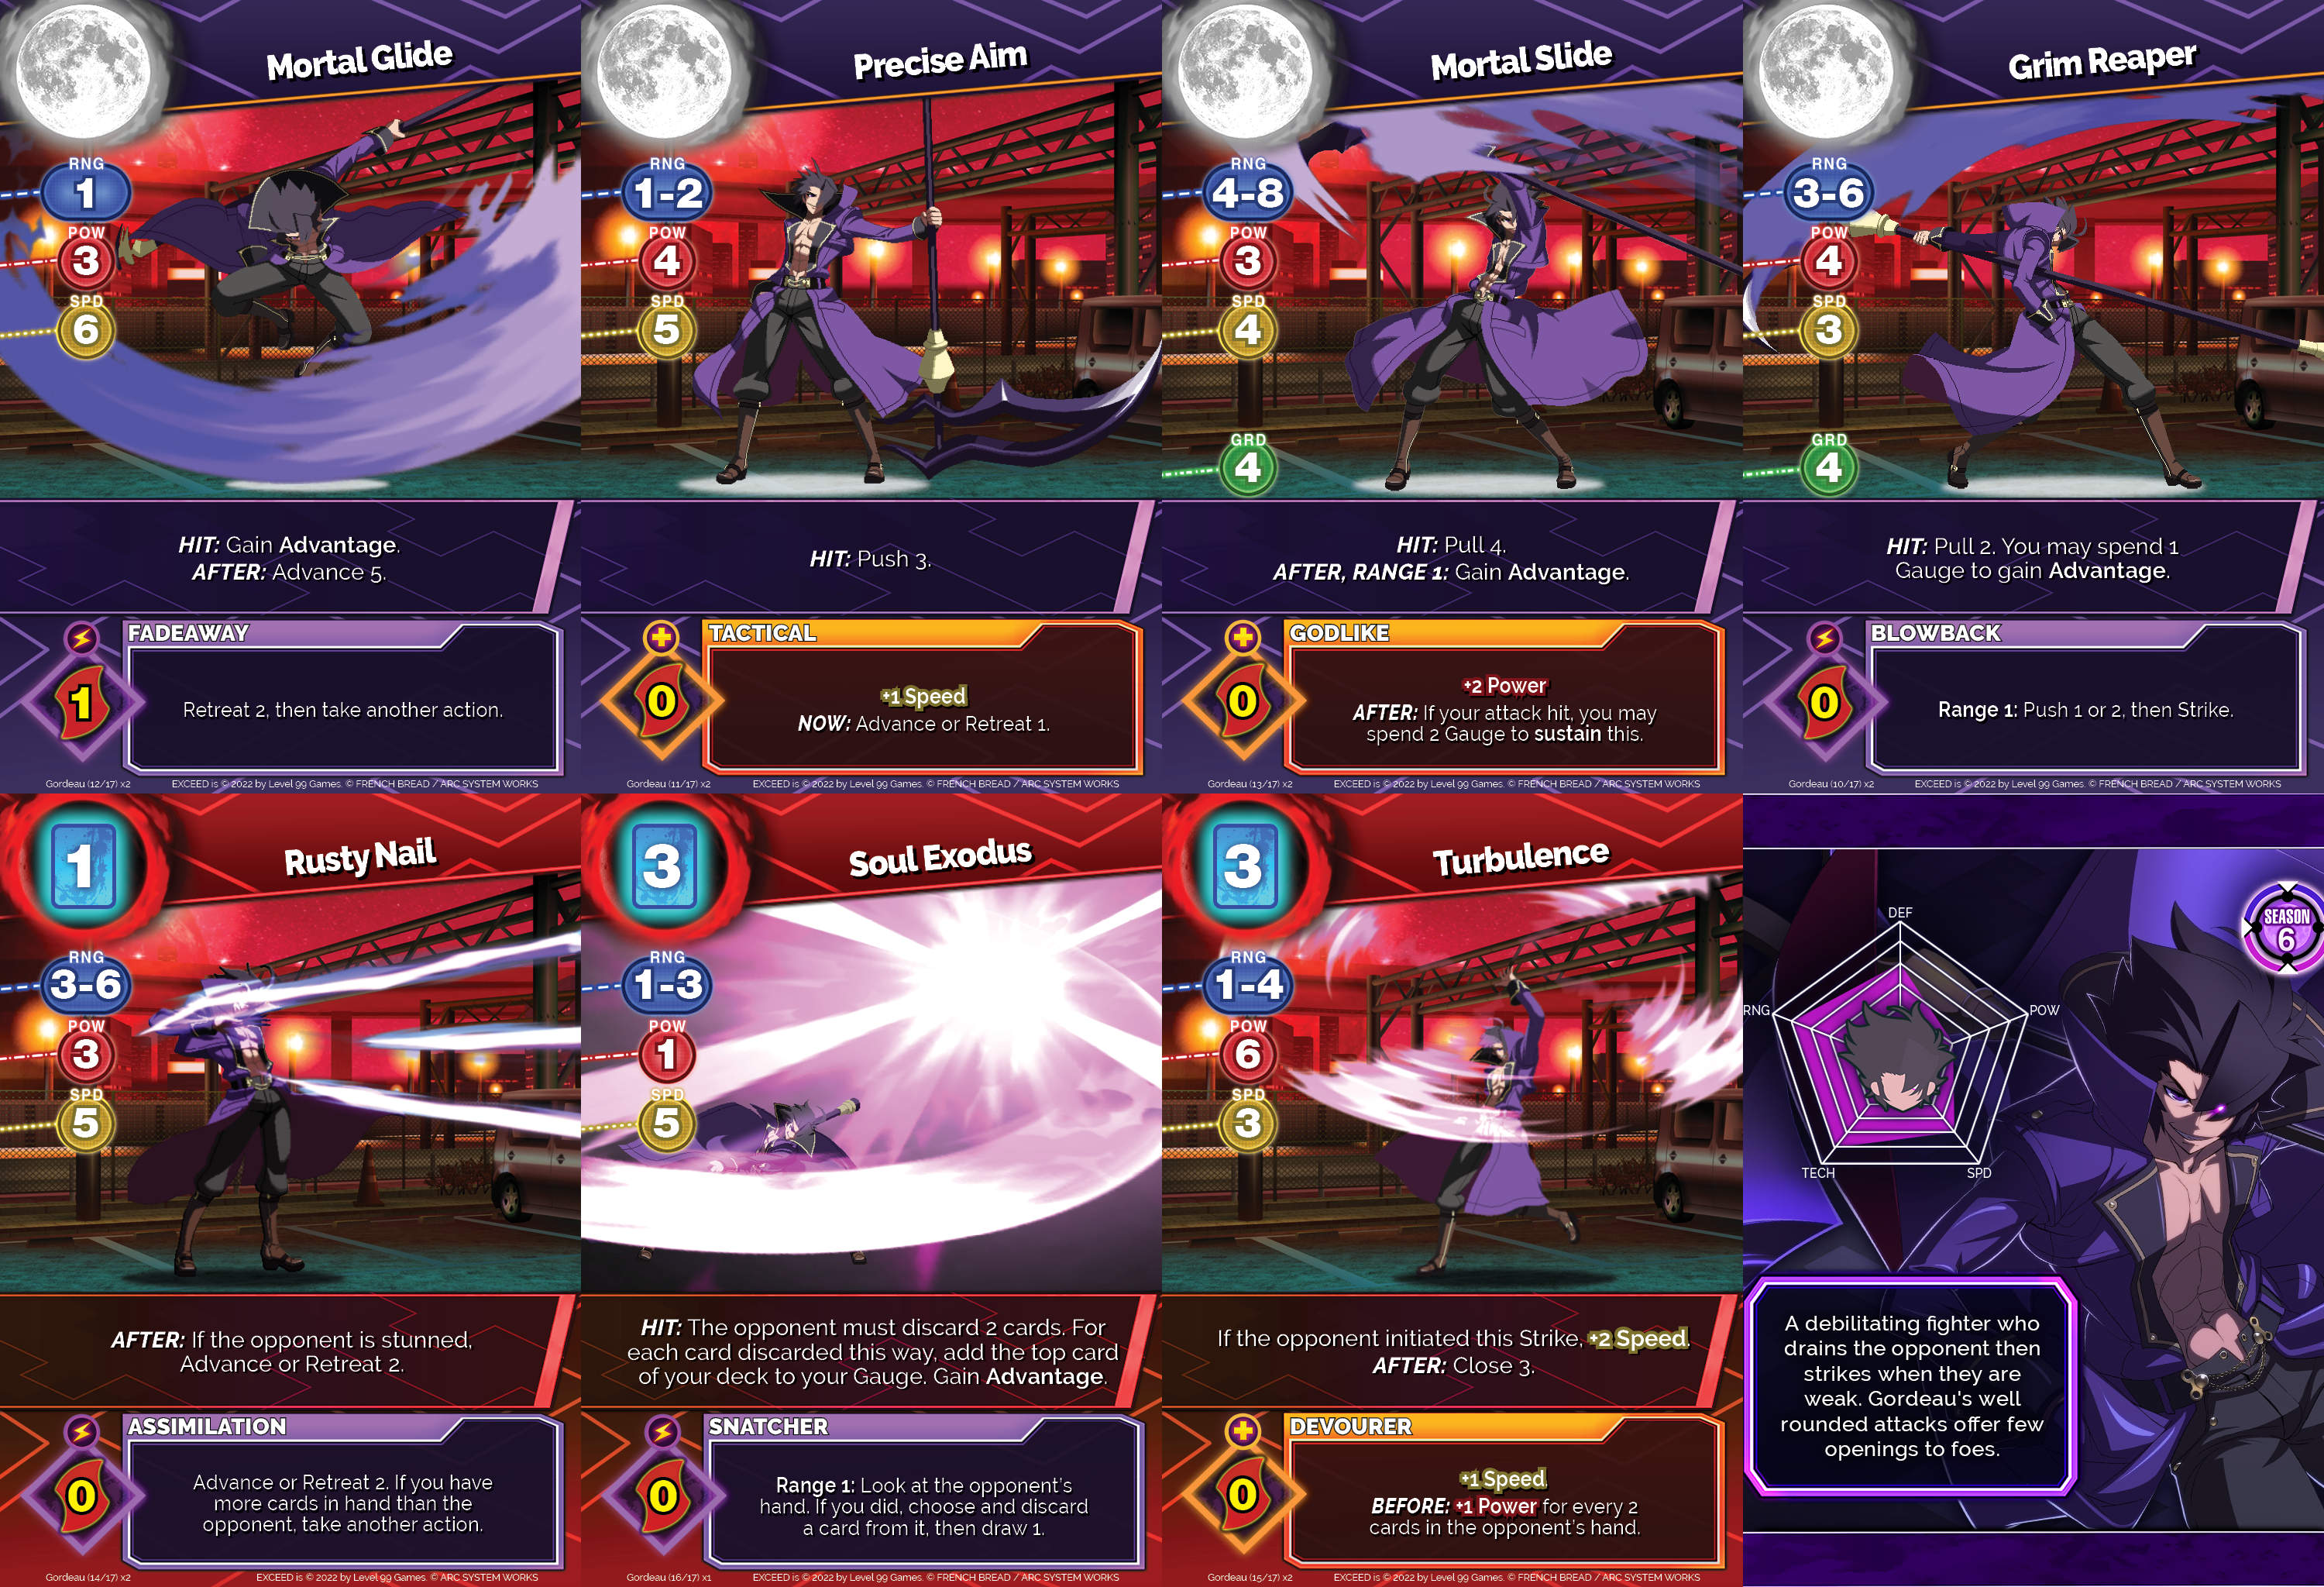 Mortal Glide
RNG
1
POW
3
SPD
6
HIT: Gain Advantage.
AFTER: Advance 5.
FADEAWAY
1
Retreat 2, then take another action.
Gordeau (12/17) x2
EXCEED is © 2022 by Level 99 Games. © FRENCH BREAD / ARC SYSTEM WORKS
Precise Aim
RNG
1-2
POW
4
SPD
5
HIT: Push 3.
TACTICAL
0
+1 Speed
NOW: Advance or Retreat 1.
Gordeau (11/17) x2
EXCEED is © 2022 by Level 99 Games. © FRENCH BREAD / ARC SYSTEM WORKS
Mortal Slide
RNG
4-8
POW
3
SPD
4
GRD
4
HIT: Pull 4.
AFTER, RANGE 1: Gain Advantage.
GODLIKE
0
+2 Power
AFTER: If your attack hit, you may
spend 2 Gauge to sustain this.
Gordeau (13/17) x2
EXCEED is © 2022 by Level 99 Games. © FRENCH BREAD / ARC SYSTEM WORKS
Grim Reaper
RNG
3-6
POW
4
SPD
3
GRD
4
HIT: Pull 2. You may spend 1
Gauge to gain Advantage.
BLOWBACK
0
Range 1: Push 1 or 2, then Strike.
Gordeau (10/17) x2
EXCEED is © 2022 by Level 99 Games. © FRENCH BREAD / ARC SYSTEM WORKS
1
Rusty Nail
RNG
3-6
POW
3
SPD
5
AFTER: If the opponent is stunned,
Advance or Retreat 2.
ASSIMILATION
0
Advance or Retreat 2. If you have
more cards in hand than the
opponent, take another action.
Gordeau (14/17) x2
EXCEED is © 2022 by Level 99 Games. © ARC SYSTEM WORKS
3
Soul Exodus
RNG
1-3
POW
1
SPD
5
HIT: The opponent must discard 2 cards. For
each card discarded this way, add the top card
of your deck to your Gauge. Gain Advantage.
SNATCHER
0
Range 1: Look at the opponent's
hand. If you did, choose and discard
a card from it, then draw 1.
Gordeau (16/17) x1
EXCEED is © 2022 by Level 99 Games. © FRENCH BREAD / ARC SYSTEM WORKS
3
Turbulence
RNG
1-4
POW
6
SPD
3
If the opponent initiated this Strike, +2 Speed.
AFTER: Close 3.
DEVOURER
0
+1 Speed
BEFORE: +1 Power for every 2
cards in the opponent's hand.
Gordeau (15/17) x2
EXCEED is © 2022 by Level 99 Games. © FRENCH BREAD / ARC SYSTEM WORKS
SEASON
6
DEF
RNG
POW
TECH
SPD
A debilitating fighter who
drains the opponent then
strikes when they are
weak. Gordeau's well
rounded attacks offer few
openings to foes.